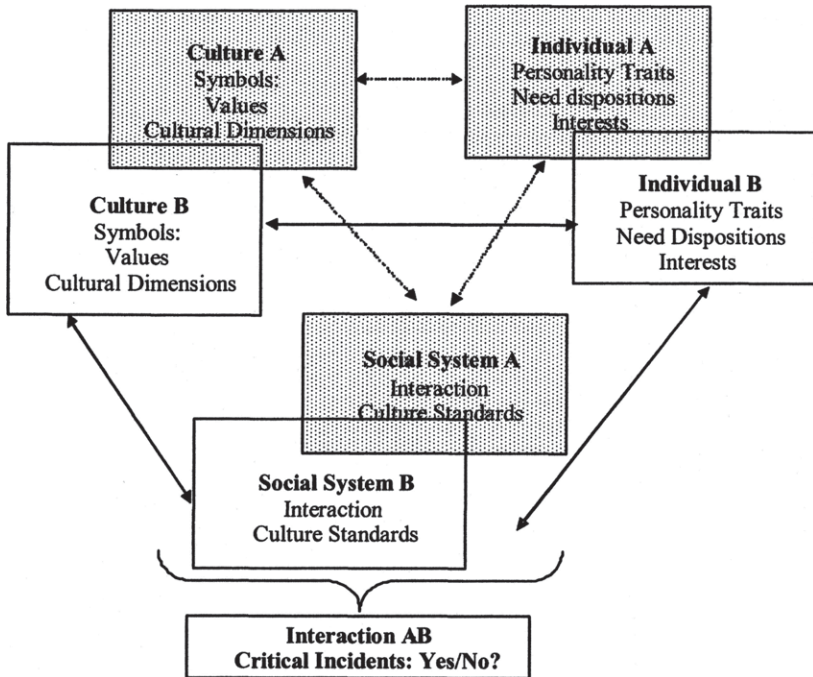 Culture A
Symbols:
Values
Cultural Dimensions
Individual A
Personality Traits
Need dispositions
Interests
Culture B
Symbols:
Values
Cultural Dimensions
Individual B
Personality Traits
Need Dispositions
Interests
Social System A
Interaction
Culture Standards
Social System B
Interaction
Culture Standards
Interaction AB
Critical Incidents: Yes/No?